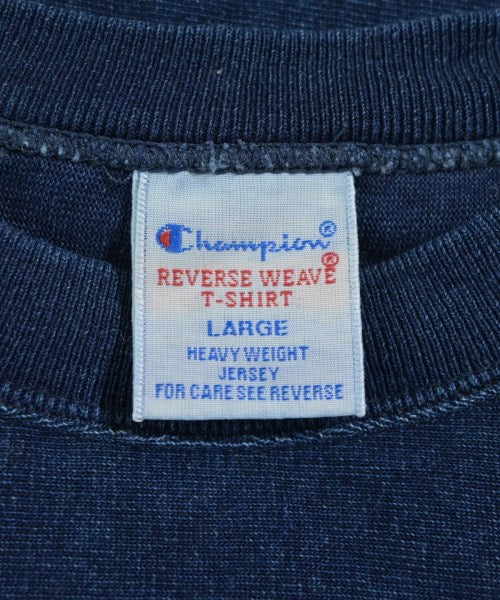 Champion®
REVERSE WEAVE®
T-SHIRT
LARGE
HEAVY WEIGHT
JERSEY
FOR CARE SEE REVERSE